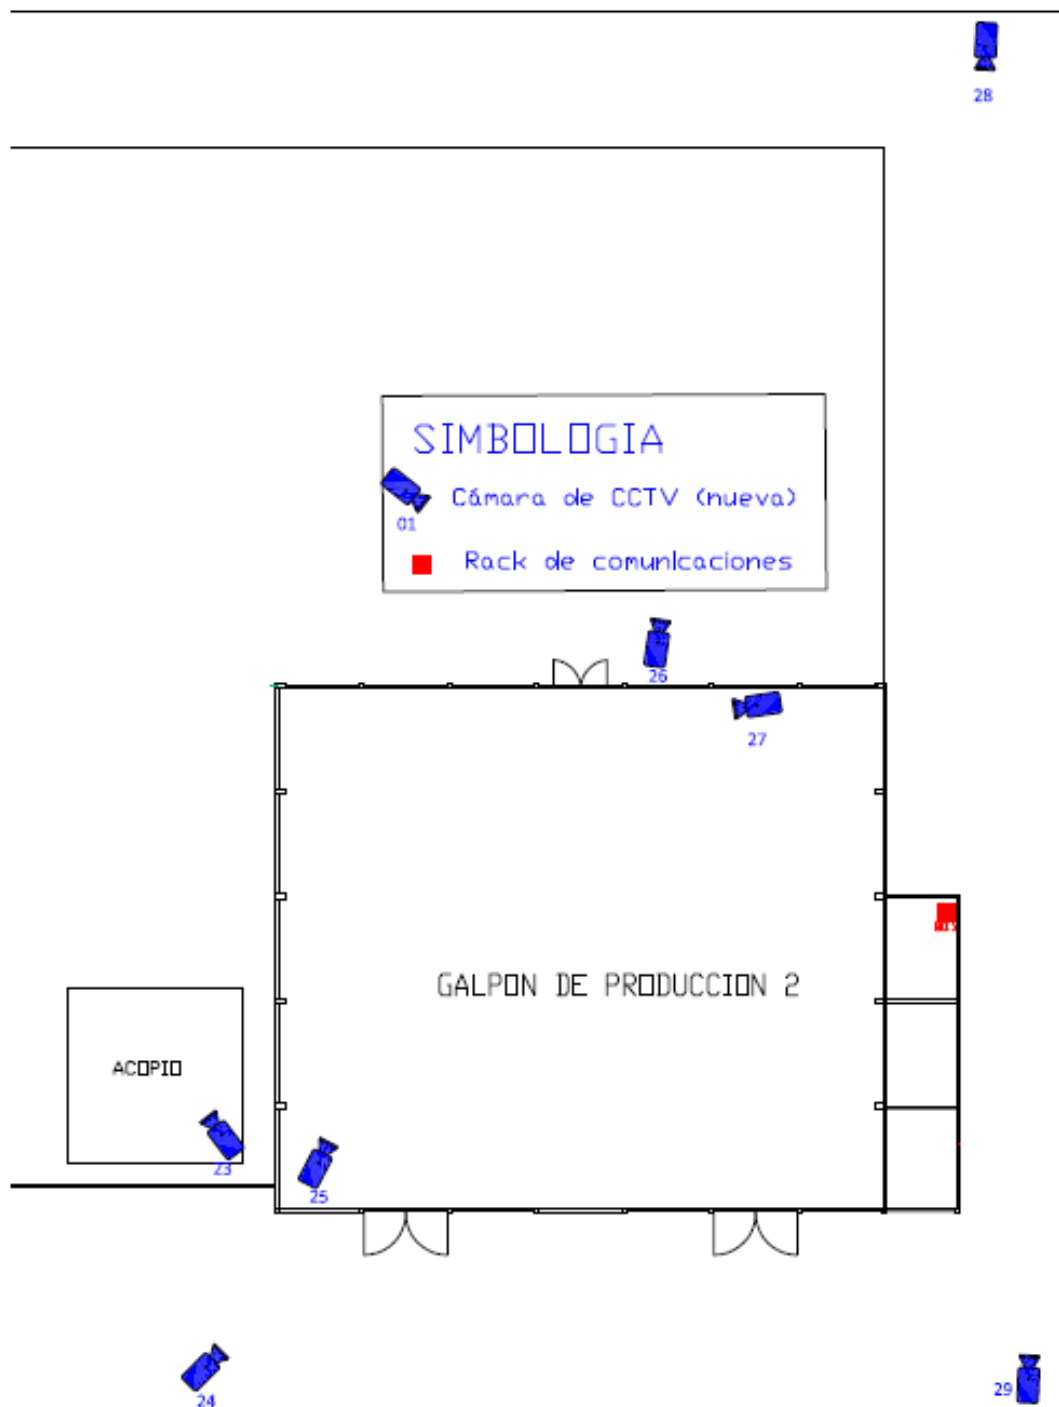 28
SIMBOLOGIA
Cámara de CCTV (nueva)
01
Rack de comunicaciones
26
27
GALPON DE PRODUCCION 2
ACOPIO
23
25
29
24